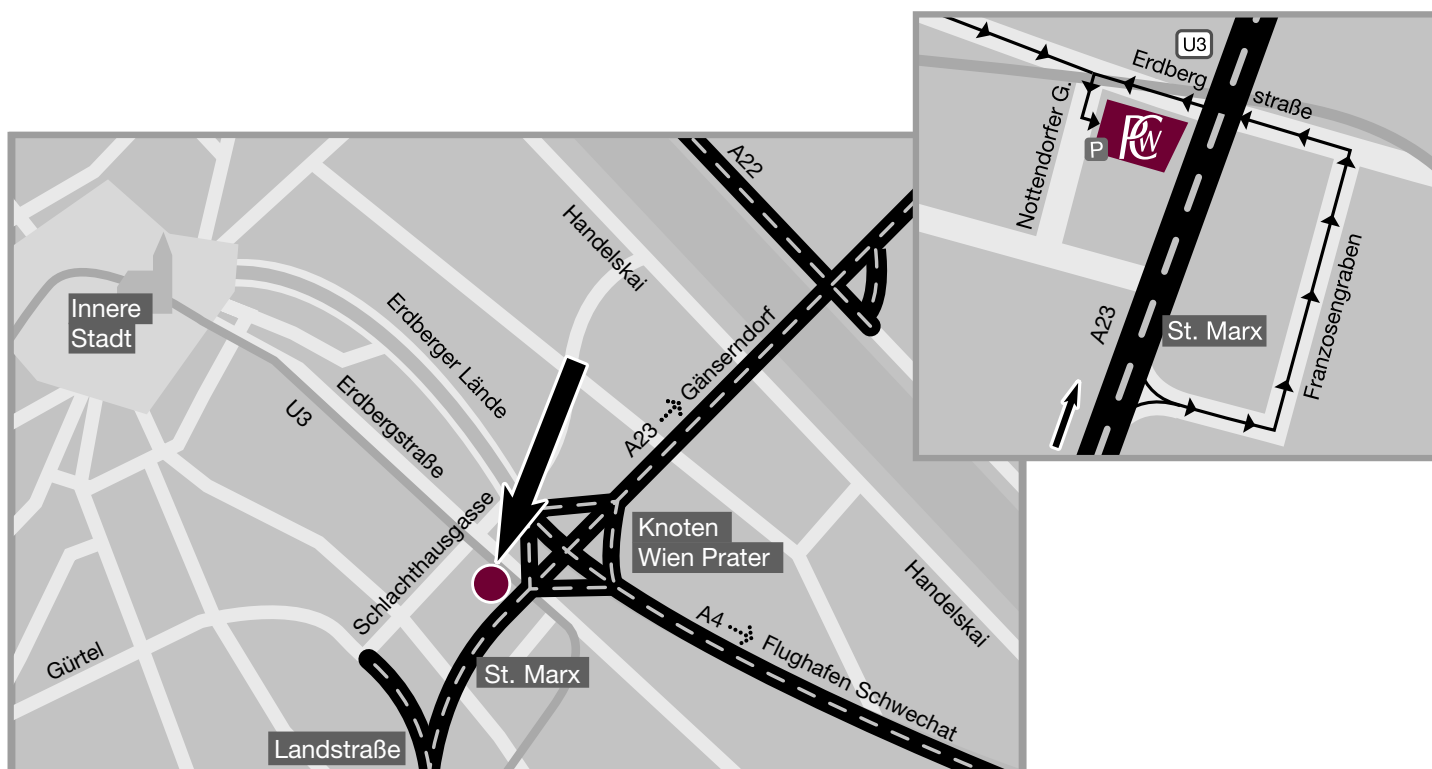 A22
Handelskai
Innere
Stadt
Erdberger Lände
Erdbergstraße
U3
A23
Gänserndorf
Schlachthausgasse
Knoten
Wien Prater
Handelskai
A4
Flughafen Schwechat
Gürtel
St. Marx
Landstraße
U3
Erdberg
straße
Nottendorfer G.
PCW
P
A23
St. Marx
Franzosengraben